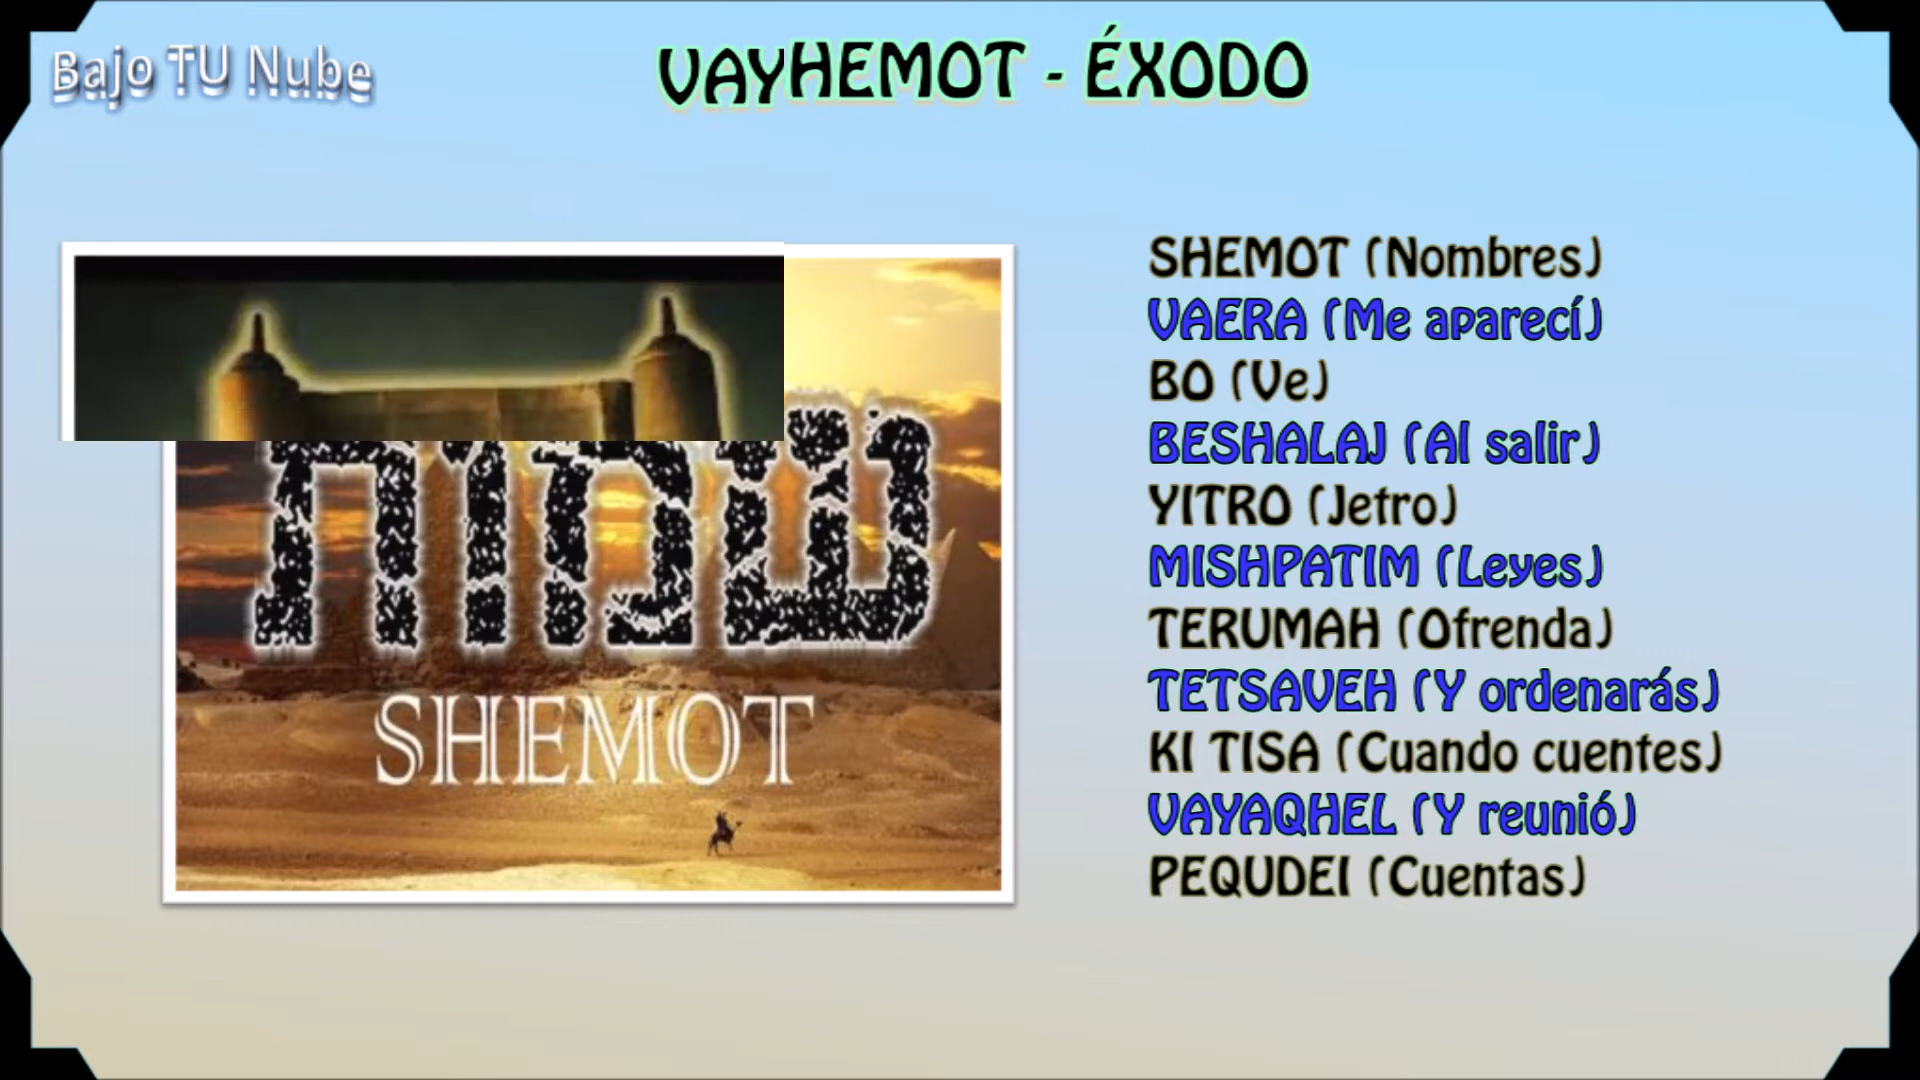 Bajo TU Nube
VAYHEMOT - ÉXODO
שמות
SHEMOT
SHEMOT (Nombres)
VAERA (Me aparecí)
BO (Ve)
BESHALAJ (Al salir)
YITRO (Jetro)
MISHPATIM (Leyes)
TERUMAH (Ofrenda)
TETSAVEH (Y ordenarás)
KI TISA (Cuando cuentes)
VAYAQHEL (Y reunió)
PEQUDEI (Cuentas)